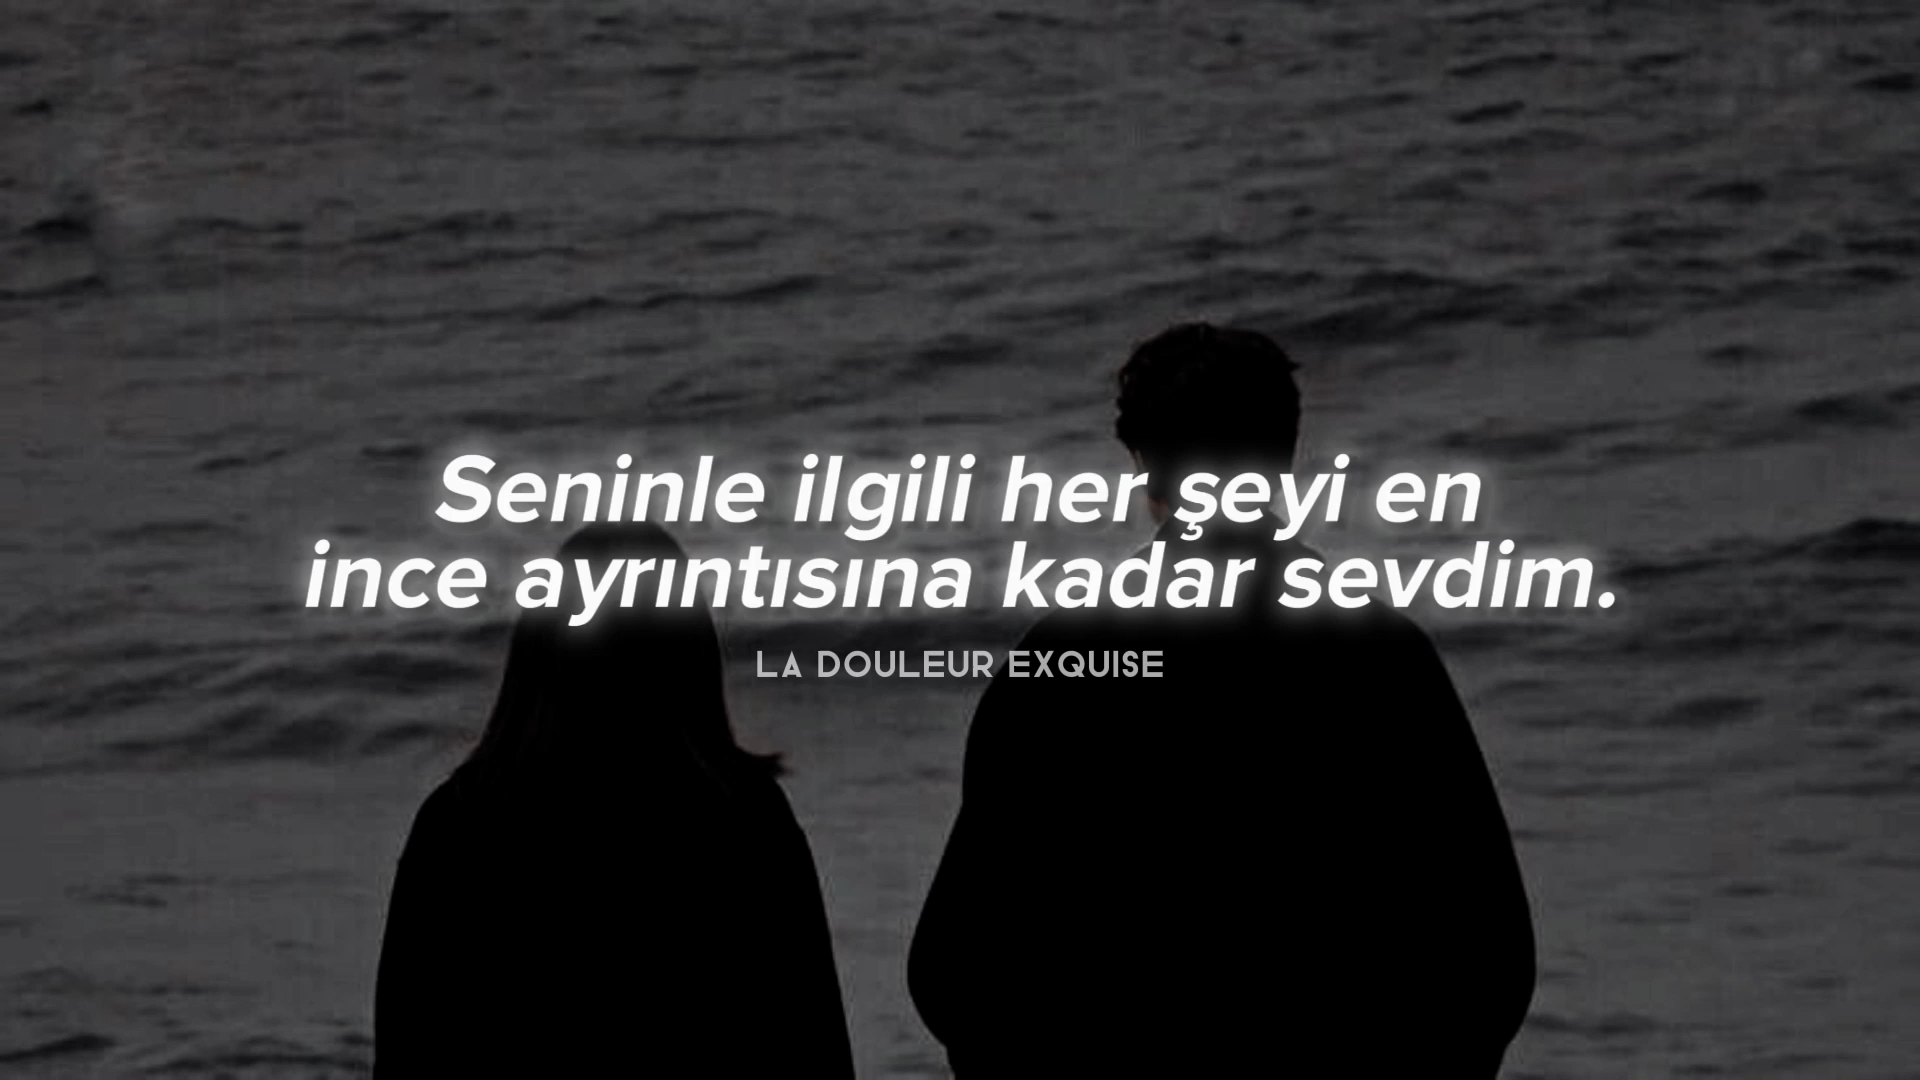 Seninle ilgili her şeyi en
ince ayrıntısına kadar sevdim.
LA DOULEUR EXQUISE